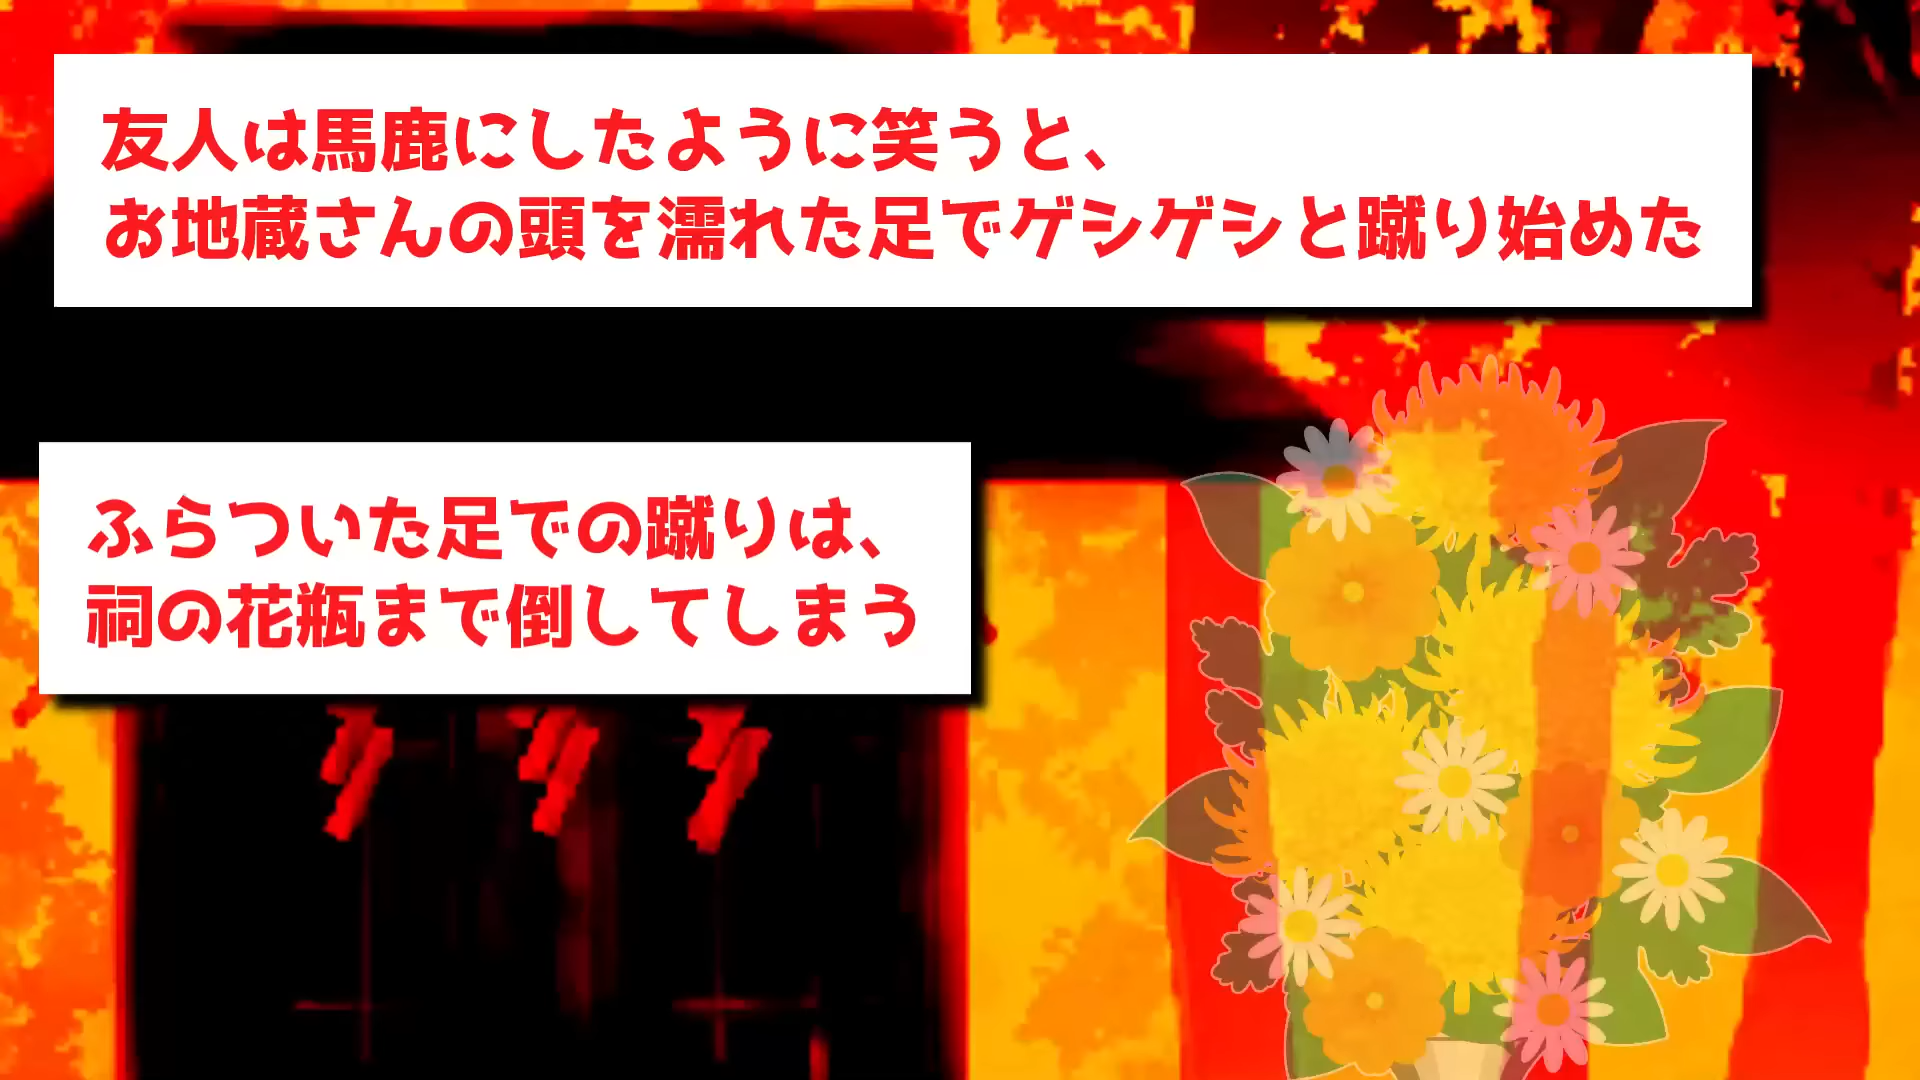 友人は馬鹿にしたように笑うと、
お地蔵さんの頭を濡れた足でゲシゲシと蹴り始めた
ふらついた足での蹴りは、
祠の花瓶まで倒してしまう